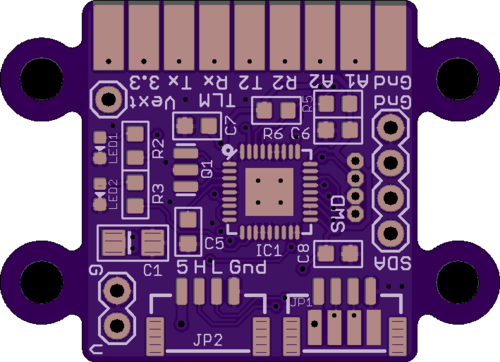 Gnd A1 A2 R2 T2 Rx Tx 3.3
Gnd TLM Vext
R5
C7
R6 C6
LED1
R2
Q1
LED2
R3
SWD
C5
IC1
C8
SDA
C1
G
5 H L Gnd
JP1
JP2
V